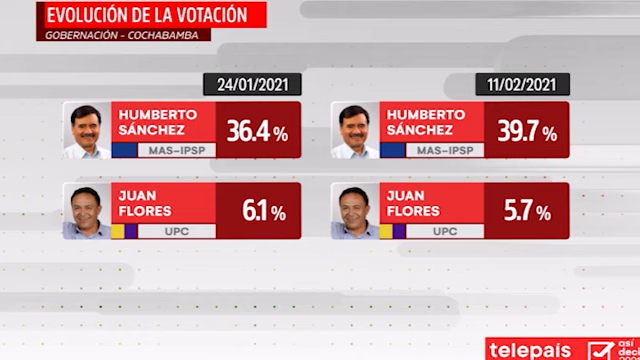 EVOLUCIÓN DE LA VOTACIÓN
GOBERNACIÓN - COCHABAMBA
24/01/2021
HUMBERTO
SÁNCHEZ
36.4 %
MAS-IPSP
JUAN
FLORES
6.1 %
UPC
11/02/2021
HUMBERTO
SÁNCHEZ
39.7 %
MAS-IPSP
JUAN
FLORES
5.7 %
UPC
telepaís
así